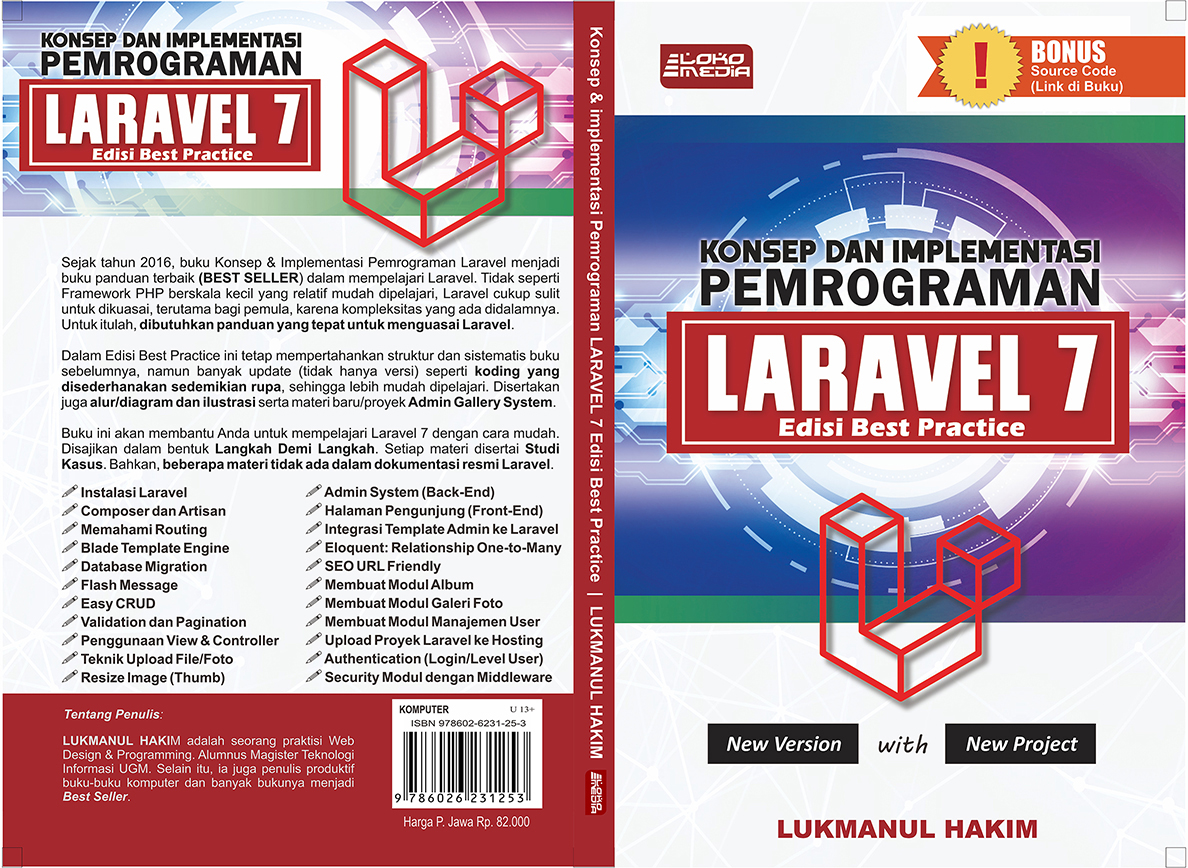 KONSEP DAN IMPLEMENTASI
PEMROGRAMAN
LARAVEL 7
Edisi Best Practice
Sejak tahun 2016, buku Konsep & Implementasi Pemrograman Laravel menjadi
buku panduan terbaik (BEST SELLER) dalam mempelajari Laravel. Tidak seperti
Framework PHP berskala kecil yang relatif mudah dipelajari, Laravel cukup sulit
untuk dikuasai, terutama bagi pemula, karena kompleksitas yang ada didalamnya.
Untuk itulah, dibutuhkan panduan yang tepat untuk menguasai Laravel.
Dalam Edisi Best Practice ini tetap mempertahankan struktur dan sistematis buku
sebelumnya, namun banyak update (tidak hanya versi) seperti koding yang
disederhanakan sedemikian rupa, sehingga lebih mudah dipelajari. Disertakan
juga alur/diagram dan ilustrasi serta materi baru/proyek Admin Gallery System.
Buku ini akan membantu Anda untuk mempelajari Laravel 7 dengan cara mudah.
Disajikan dalam bentuk Langkah Demi Langkah. Setiap materi disertai Studi
Kasus. Bahkan, beberapa materi tidak ada dalam dokumentasi resmi Laravel.
Instalasi Laravel
Composer dan Artisan
Memahami Routing
Blade Template Engine
Database Migration
Flash Message
Easy CRUD
Validation dan Pagination
Penggunaan View & Controller
Teknik Upload File/Foto
Resize Image (Thumb)
Admin System (Back-End)
Halaman Pengunjung (Front-End)
Integrasi Template Admin ke Laravel
Eloquent: Relationship One-to-Many
SEO URL Friendly
Membuat Modul Album
Membuat Modul Galeri Foto
Membuat Modul Manajemen User
Upload Proyek Laravel ke Hosting
Authentication (Login/Level User)
Security Modul dengan Middleware
Tentang Penulis:
LUKMANUL HAKIM adalah seorang praktisi Web
Design & Programming. Alumnus Magister Teknologi
Informasi UGM. Selain itu, ia juga penulis produktif
buku-buku komputer dan banyak bukunya menjadi
Best Seller.
KOMPUTER U 13+
ISBN 978602-6231-25-3
9 786026 231253
Harga P. Jawa Rp. 82.000
Konsep & implementasi Pemrograman LARAVEL 7 Edisi Best Practice | LUKMANUL HAKIM
LOKO
MEDIA
LOKO
MEDIA
!
BONUS
Source Code
(Link di Buku)
KONSEP DAN IMPLEMENTASI
PEMROGRAMAN
LARAVEL 7
Edisi Best Practice
New Version with New Project
LUKMANUL HAKIM